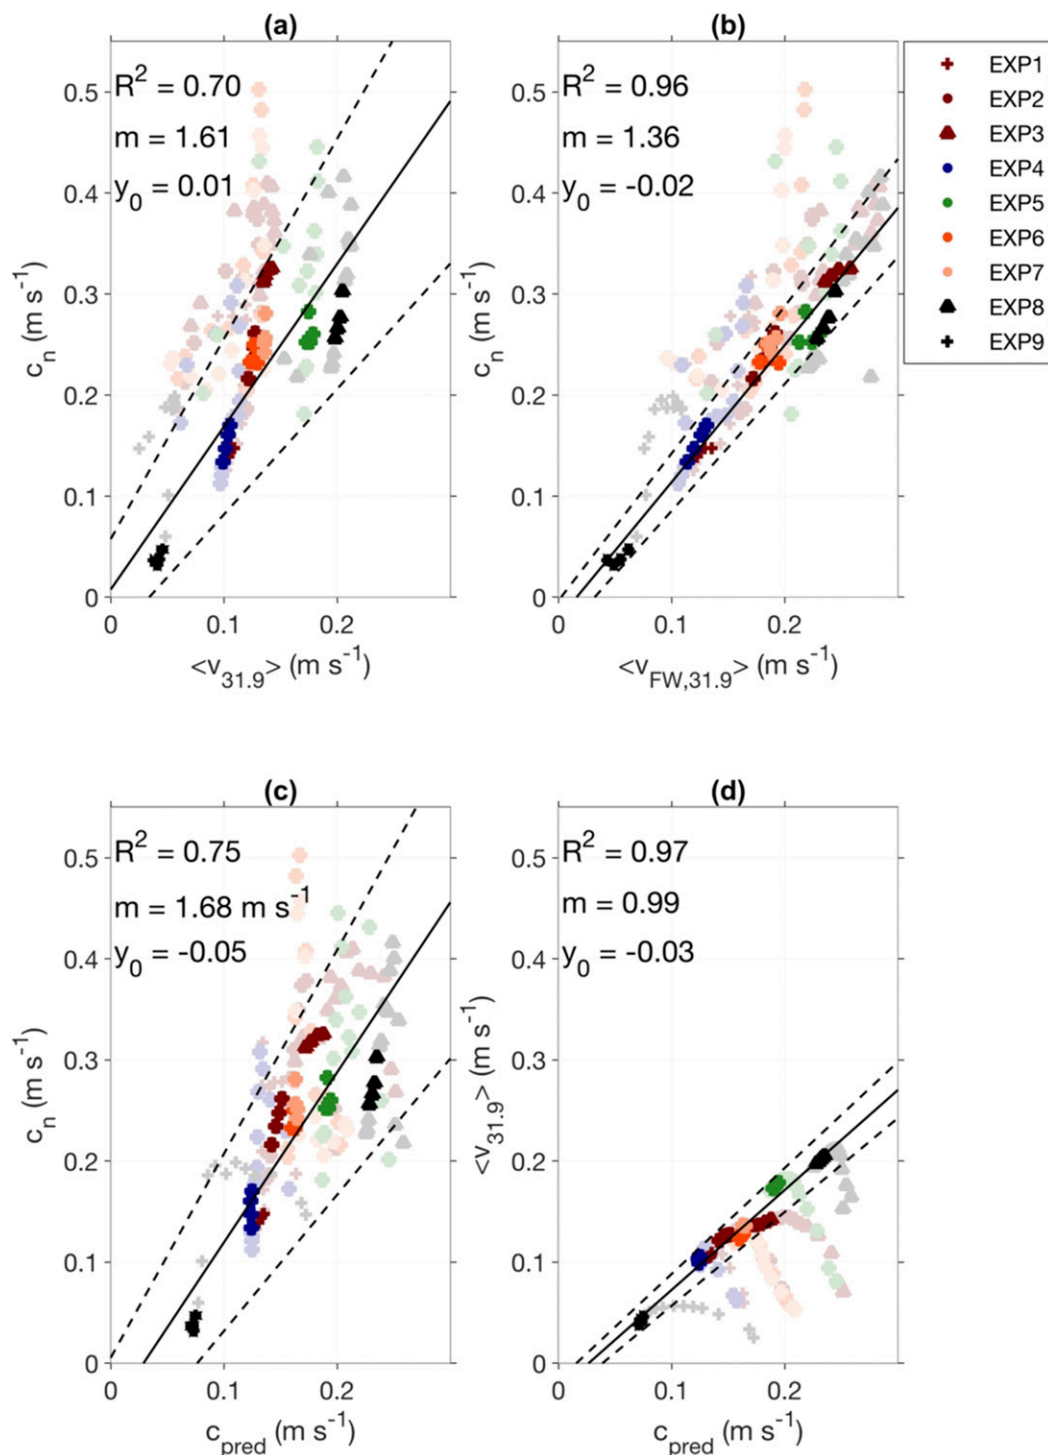 (a)
R² = 0.70
m = 1.61
y₀ = 0.01
0.5
0.4
0.3
0.2
0.1
0
cₙ (m s⁻¹)
0
0.1
0.2
<v₃₁.₉> (m s⁻¹)
(b)
R² = 0.96
m = 1.36
y₀ = -0.02
0.5
0.4
0.3
0.2
0.1
0
cₙ (m s⁻¹)
0
0.1
0.2
<v_FW,31.9> (m s⁻¹)
EXP1
EXP2
EXP3
EXP4
EXP5
EXP6
EXP7
EXP8
EXP9
(c)
R² = 0.75
m = 1.68 m s⁻¹
y₀ = -0.05
0.5
0.4
0.3
0.2
0.1
0
cₙ (m s⁻¹)
0
0.1
0.2
c_pred (m s⁻¹)
(d)
R² = 0.97
m = 0.99
y₀ = -0.03
0.5
0.4
0.3
0.2
0.1
0
<v₃₁.₉> (m s⁻¹)
0
0.1
0.2
c_pred (m s⁻¹)